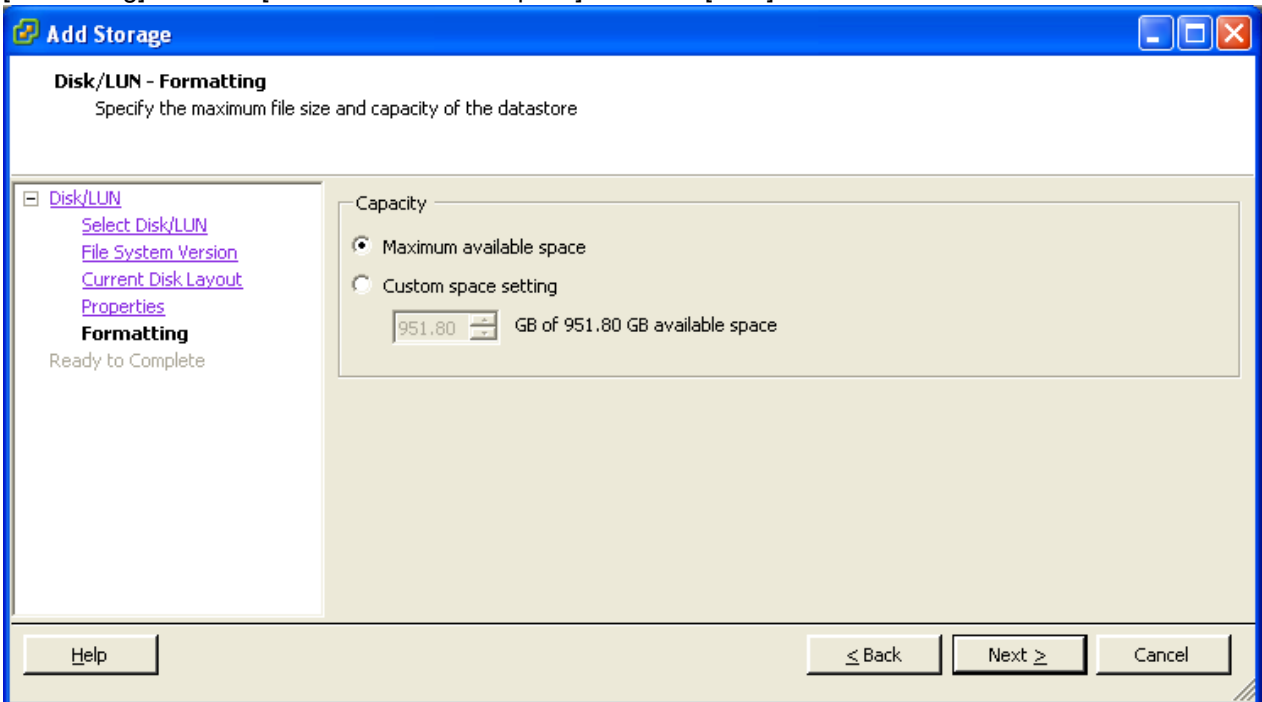 Add Storage
Disk/LUN - Formatting
Specify the maximum file size and capacity of the datastore
Disk/LUN
Select Disk/LUN
File System Version
Current Disk Layout
Properties
Formatting
Ready to Complete
Capacity
Maximum available space
Custom space setting
951.80 GB of 951.80 GB available space
Help
< Back
Next >
Cancel